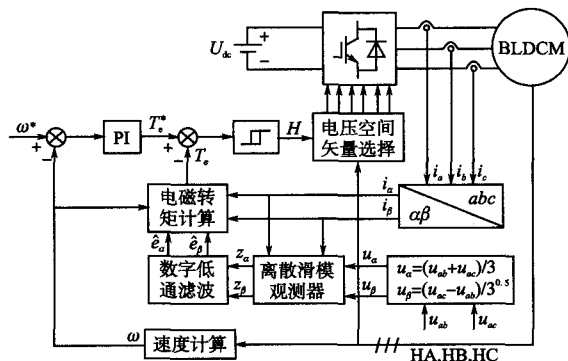 U_dc
+
−
BLDCM
ω*
+
−
PI
T_e^*
+
−
T_e
H
电压空间
矢量选择
i_a
i_b
i_c
电磁转
矩计算
i_α
i_β
abc
αβ
ê_α
ê_β
数字低
通滤波
z_α
z_β
离散滑模
观测器
u_α
u_β
u_α=(u_ab+u_ac)/3
u_β=(u_ac−u_ab)/3^0.5
u_ab
u_ac
ω
速度计算
HA,HB,HC